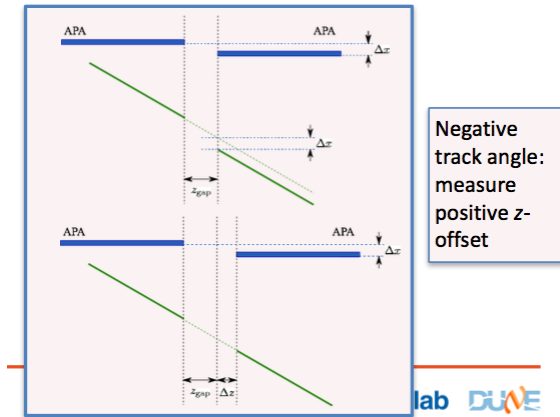 APA APA
Δx
Δx
z_gap
APA APA
Δx
z_gap Δz
Negative
track angle:
measure
positive z-
offset
lab DUNE